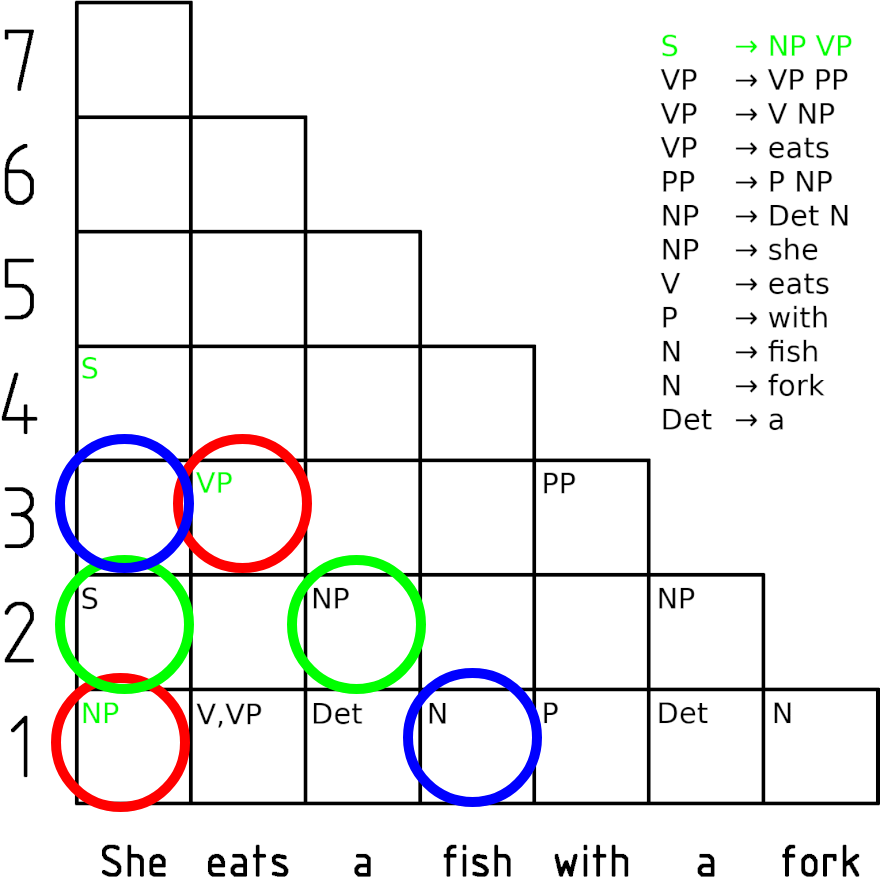 7
6
5
4
3
2
1
S → NP VP
VP → VP PP
VP → V NP
VP → eats
PP → P NP
NP → Det N
NP → she
V → eats
P → with
N → fish
N → fork
Det → a
S
VP PP
S NP NP
NP V,VP Det N P Det N
She eats a fish with a fork